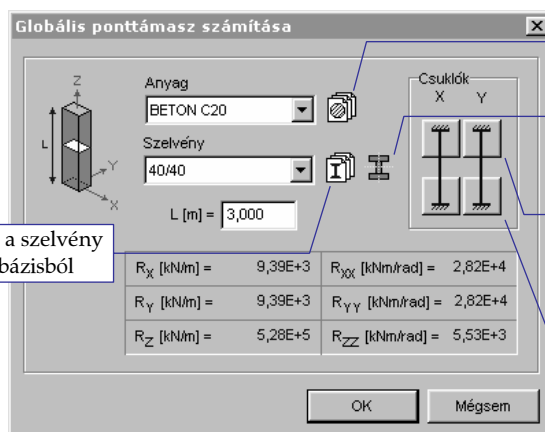 Globális ponttámasz számítása
Z
L
Y
X
Anyag
BETON C20
Szelvény
40/40
L [m] = 3,000
Csuklók
X Y
a szelvény
bázisból
R_X [kN/m] = 9,39E+3 R_XX [kNm/rad] = 2,82E+4
R_Y [kN/m] = 9,39E+3 R_YY [kNm/rad] = 2,82E+4
R_Z [kN/m] = 5,28E+5 R_ZZ [kNm/rad] = 5,53E+3
OK Mégsem